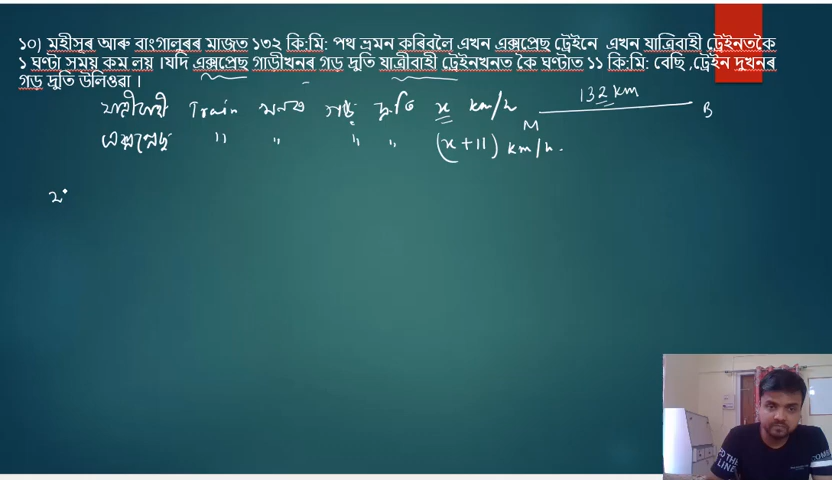 ১০) মহীসূৰ আৰু বাংগালুৰৰ মাজত ১৩২ কি:মি: পথ ভ্ৰমন কৰিবলৈ এখন এক্সপ্ৰেছ ট্ৰেইনে এখন যাত্ৰিবাহী ট্ৰেইনতকৈ
১ ঘণ্টা সময় কম লয় ।যদি এক্সপ্ৰেছ গাড়ীখনৰ গড় দ্ৰুতি যাত্ৰীবাহী ট্ৰেইনখনত কৈ ঘণ্টাত ১১ কি:মি: বেছি ,ট্ৰেইন দুখনৰ
গড় দ্ৰুতি উলিওৱা ।
132 km
যাত্ৰীবাহী Train খনৰ গড় দ্ৰুতি x km/h
M B
এক্সপ্ৰেছ " " " " (x+11) km/h.